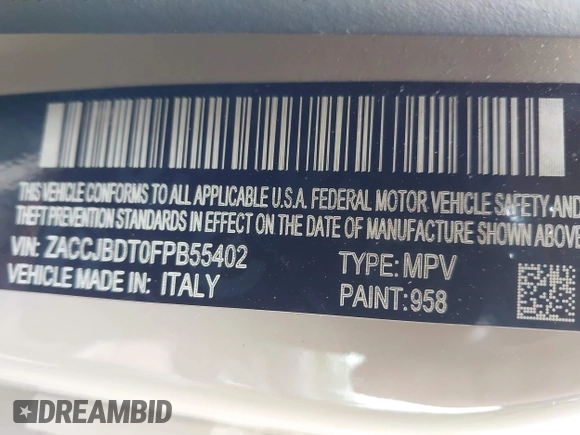 THIS VEHICLE CONFORMS TO ALL APPLICABLE U.S.A. FEDERAL MOTOR VEHICLE SAFETY AND
THEFT PREVENTION STANDARDS IN EFFECT ON THE DATE OF MANUFACTURE SHOWN ABOVE
VIN: ZACCJBDT0FPB55402 TYPE: MPV
VEHICLE MADE IN: ITALY PAINT: 958
DREAMBID